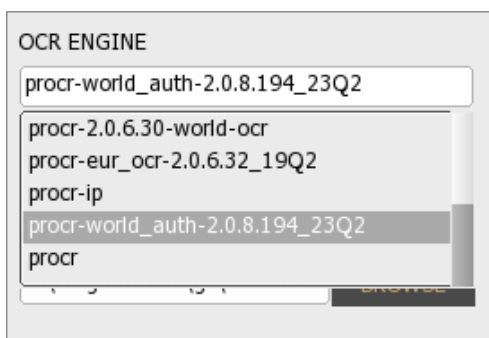 OCR ENGINE
procr-world_auth-2.0.8.194_23Q2
procr-2.0.6.30-world-ocr
procr-eur_ocr-2.0.6.32_19Q2
procr-ip
procr-world_auth-2.0.8.194_23Q2
procr
BROWSE